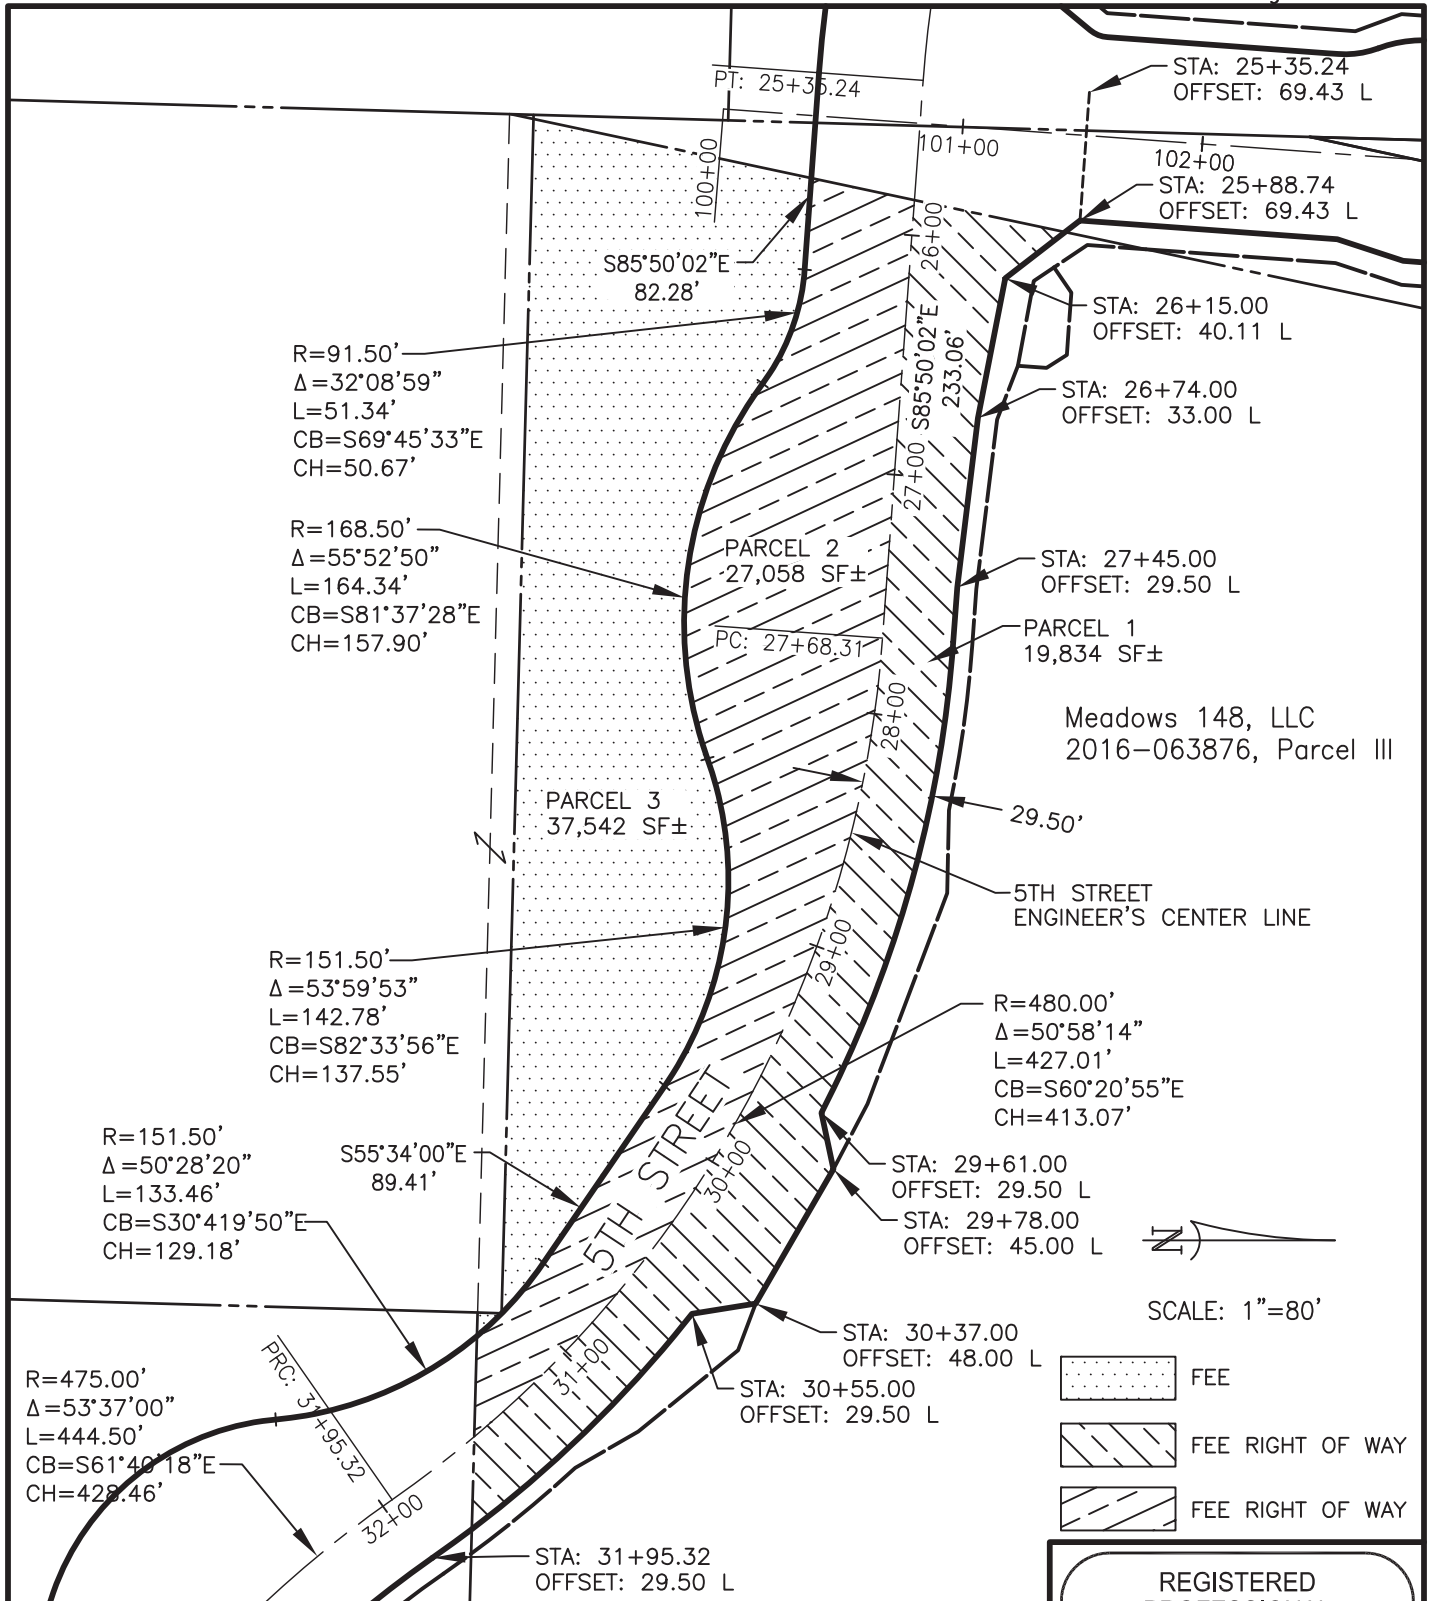 PT: 25+35.24
STA: 25+35.24
OFFSET: 69.43 L
100+00
101+00
102+00
STA: 25+88.74
OFFSET: 69.43 L
26+00
S85°50'02"E
82.28'
STA: 26+15.00
OFFSET: 40.11 L
S85°50'02"E
233.06'
R=91.50'
Δ=32°08'59"
L=51.34'
CB=S69°45'33"E
CH=50.67'
STA: 26+74.00
OFFSET: 33.00 L
27+00
R=168.50'
Δ=55°52'50"
L=164.34'
CB=S81°37'28"E
CH=157.90'
PARCEL 2
27,058 SF±
STA: 27+45.00
OFFSET: 29.50 L
PC: 27+68.31
PARCEL 1
19,834 SF±
28+00
Meadows 148, LLC
2016-063876, Parcel III
PARCEL 3
37,542 SF±
29.50'
5TH STREET
ENGINEER'S CENTER LINE
29+00
R=151.50'
Δ=53°59'53"
L=142.78'
CB=S82°33'56"E
CH=137.55'
R=480.00'
Δ=50°58'14"
L=427.01'
CB=S60°20'55"E
CH=413.07'
R=151.50'
Δ=50°28'20"
L=133.46'
CB=S30°419'50"E
CH=129.18'
S55°34'00"E
89.41'
5TH STREET
30+00
STA: 29+61.00
OFFSET: 29.50 L
STA: 29+78.00
OFFSET: 45.00 L
N
SCALE: 1"=80'
STA: 30+37.00
OFFSET: 48.00 L
31+00
STA: 30+55.00
OFFSET: 29.50 L
PRC: 31+95.32
R=475.00'
Δ=53°37'00"
L=444.50'
CB=S61°40'18"E
CH=428.46'
32+00
FEE
FEE RIGHT OF WAY
FEE RIGHT OF WAY
STA: 31+95.32
OFFSET: 29.50 L
REGISTERED